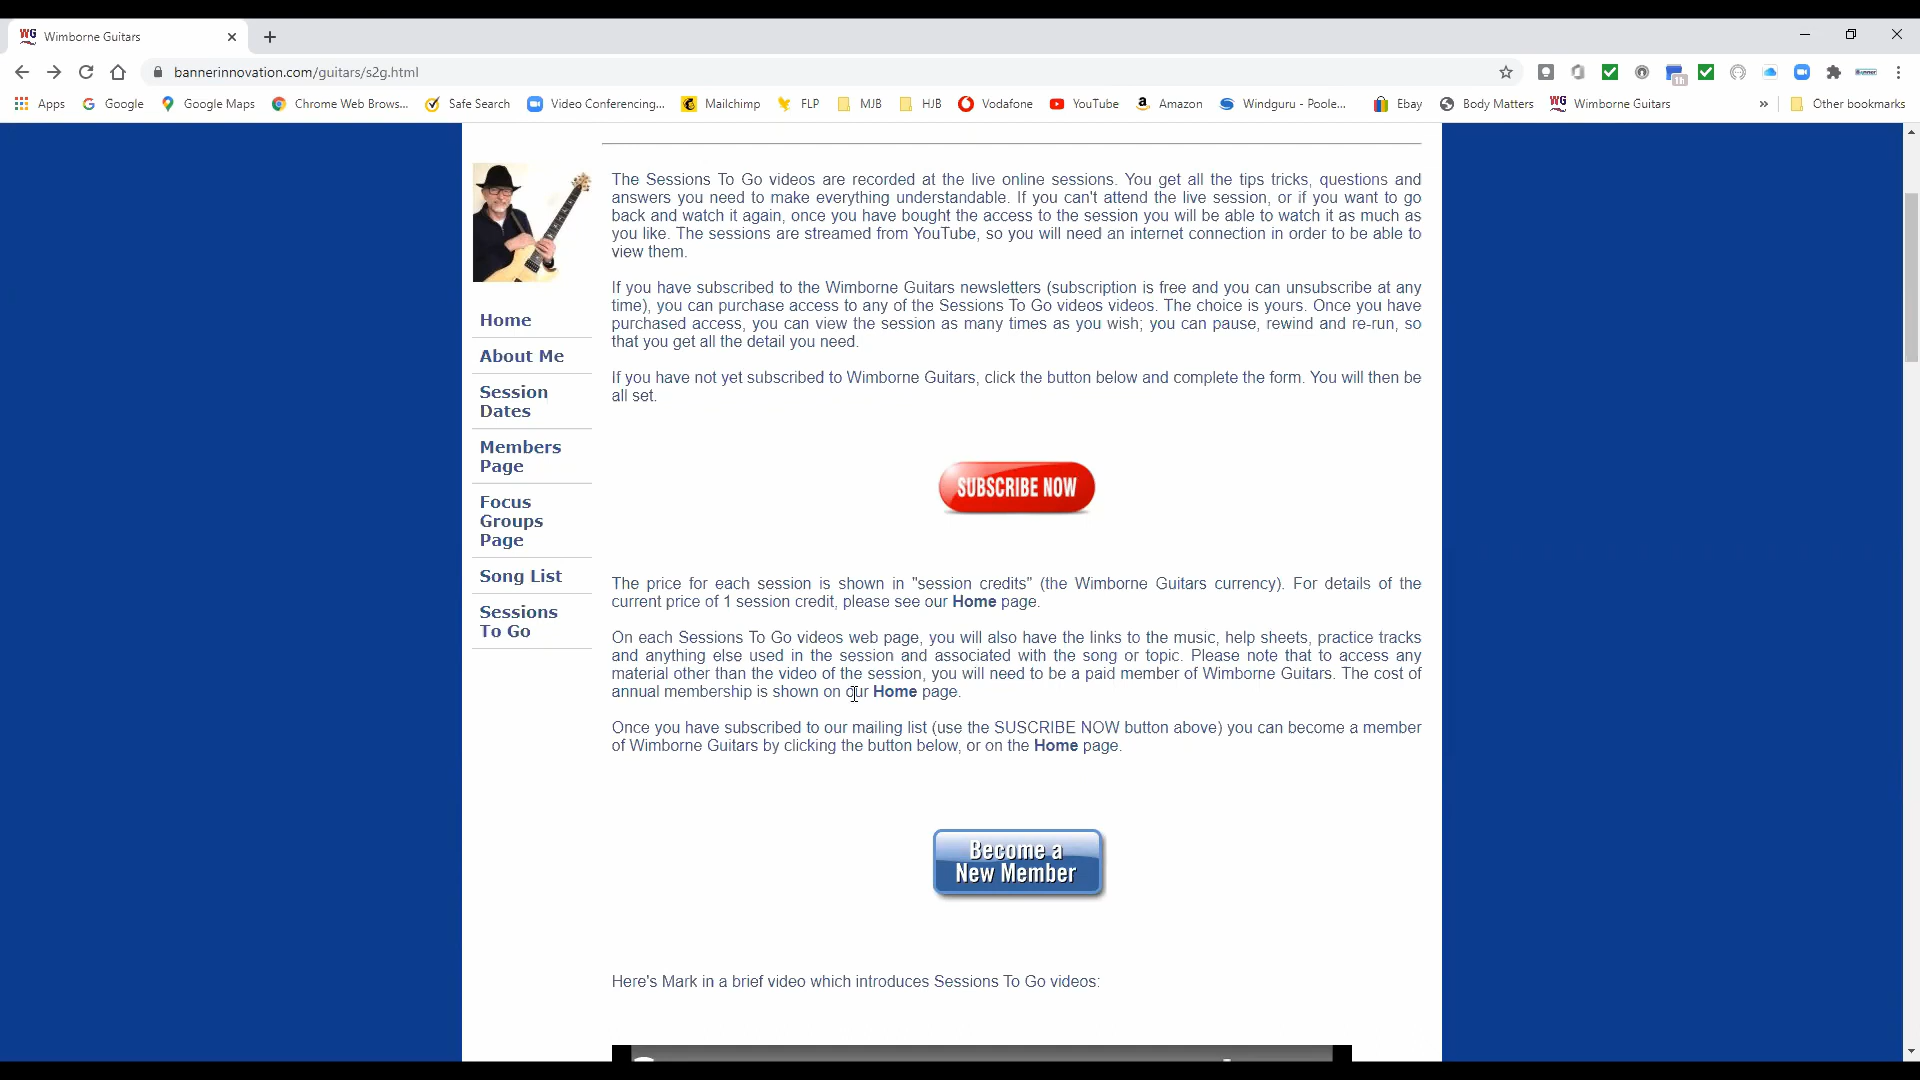 WG Wimborne Guitars
bannerinnovation.com/guitars/s2g.html
1h
Apps
Google
Google Maps
Chrome Web Brows...
Safe Search
Video Conferencing...
Mailchimp
FLP
MJB
HJB
Vodafone
YouTube
Amazon
Windguru - Poole...
Ebay
Body Matters
WG Wimborne Guitars
»
Other bookmarks
Home
About Me
Session
Dates
Members
Page
Focus
Groups
Page
Song List
Sessions
To Go
The Sessions To Go videos are recorded at the live online sessions. You get all the tips tricks, questions and
answers you need to make everything understandable. If you can't attend the live session, or if you want to go
back and watch it again, once you have bought the access to the session you will be able to watch it as much as
you like. The sessions are streamed from YouTube, so you will need an internet connection in order to be able to
view them.
If you have subscribed to the Wimborne Guitars newsletters (subscription is free and you can unsubscribe at any
time), you can purchase access to any of the Sessions To Go videos videos. The choice is yours. Once you have
purchased access, you can view the session as many times as you wish; you can pause, rewind and re-run, so
that you get all the detail you need.
If you have not yet subscribed to Wimborne Guitars, click the button below and complete the form. You will then be
all set.
SUBSCRIBE NOW
The price for each session is shown in "session credits" (the Wimborne Guitars currency). For details of the
current price of 1 session credit, please see our Home page.
On each Sessions To Go videos web page, you will also have the links to the music, help sheets, practice tracks
and anything else used in the session and associated with the song or topic. Please note that to access any
material other than the video of the session, you will need to be a paid member of Wimborne Guitars. The cost of
annual membership is shown on our Home page.
Once you have subscribed to our mailing list (use the SUSCRIBE NOW button above) you can become a member
of Wimborne Guitars by clicking the button below, or on the Home page.
Become a
New Member
Here's Mark in a brief video which introduces Sessions To Go videos: